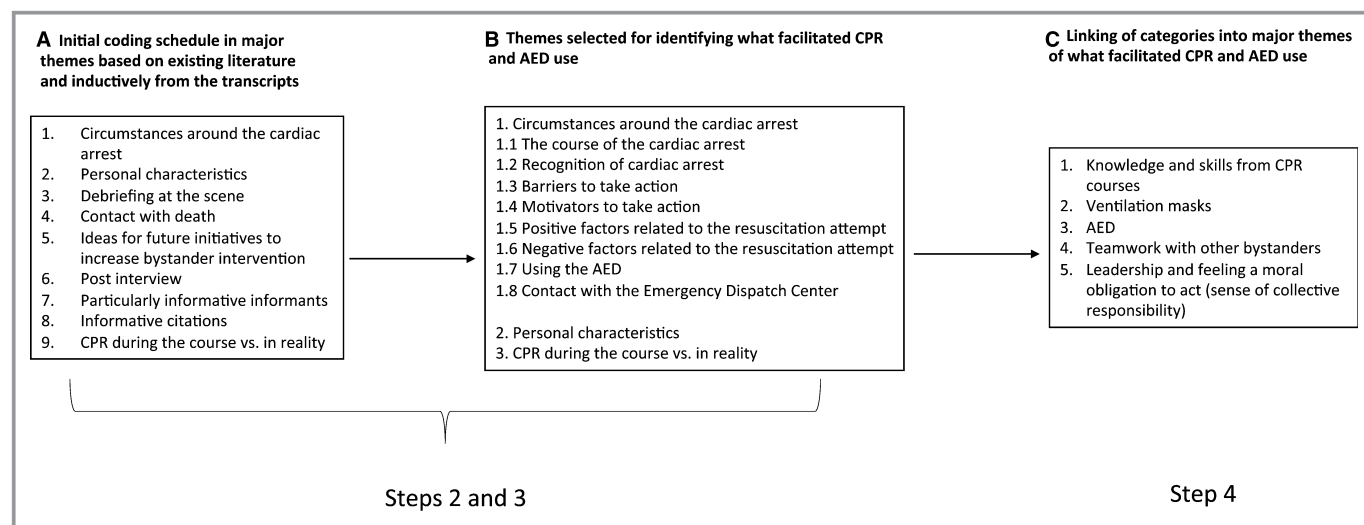 A Initial coding schedule in major
themes based on existing literature
and inductively from the transcripts
1. Circumstances around the cardiac
arrest
2. Personal characteristics
3. Debriefing at the scene
4. Contact with death
5. Ideas for future initiatives to
increase bystander intervention
6. Post interview
7. Particularly informative informants
8. Informative citations
9. CPR during the course vs. in reality
B Themes selected for identifying what facilitated CPR
and AED use
1. Circumstances around the cardiac arrest
1.1 The course of the cardiac arrest
1.2 Recognition of cardiac arrest
1.3 Barriers to take action
1.4 Motivators to take action
1.5 Positive factors related to the resuscitation attempt
1.6 Negative factors related to the resuscitation attempt
1.7 Using the AED
1.8 Contact with the Emergency Dispatch Center
2. Personal characteristics
3. CPR during the course vs. in reality
C Linking of categories into major themes
of what facilitated CPR and AED use
1. Knowledge and skills from CPR
courses
2. Ventilation masks
3. AED
4. Teamwork with other bystanders
5. Leadership and feeling a moral
obligation to act (sense of collective
responsibility)
Steps 2 and 3
Step 4